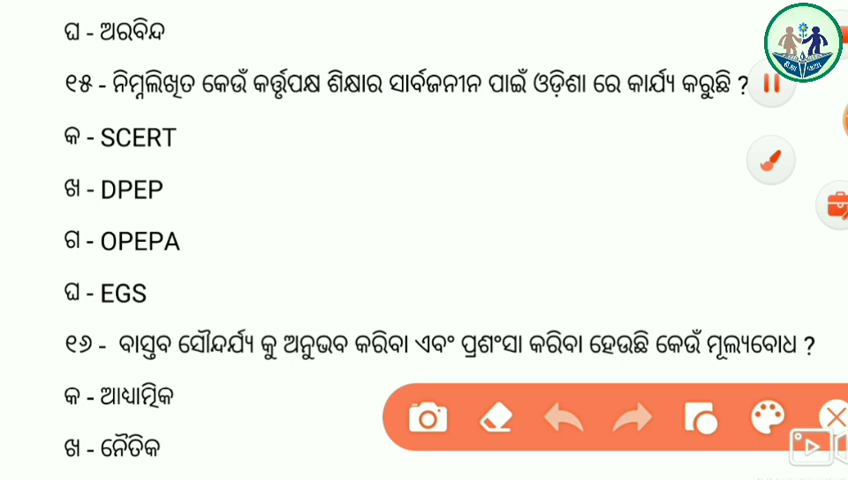 ଘ - ଅରବିନ୍ଦ
୧୫ - ନିମ୍ନଲିଖିତ କେଉଁ କର୍ତ୍ତୃପକ୍ଷ ଶିକ୍ଷାର ସାର୍ବଜନୀନ ପାଇଁ ଓଡ଼ିଶା ରେ କାର୍ଯ୍ୟ କରୁଛି ?
କ - SCERT
ଖ - DPEP
ଗ - OPEPA
ଘ - EGS
୧୬ - ବାସ୍ତବ ସୌନ୍ଦର୍ଯ୍ୟ କୁ ଅନୁଭବ କରିବା ଏବଂ ପ୍ରଶଂସା କରିବା ହେଉଛି କେଉଁ ମୂଲ୍ୟବୋଧ ?
କ - ଆଧ୍ୟାତ୍ମିକ
ଖ - ନୈତିକ